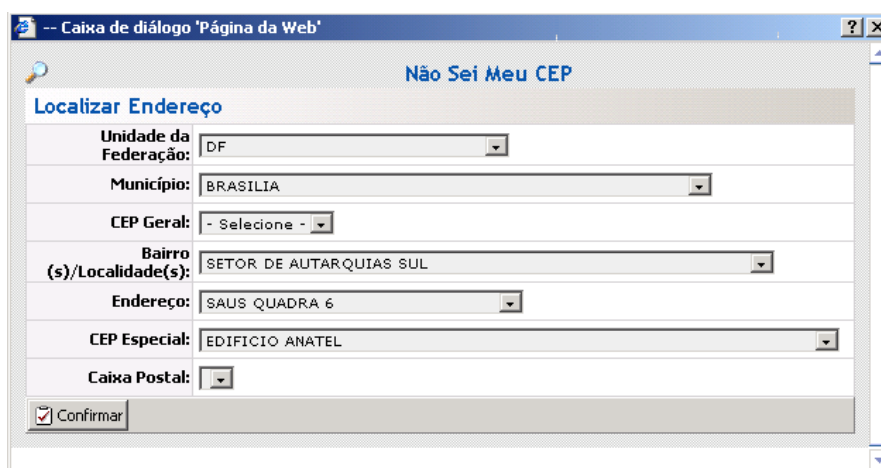 -- Caixa de diálogo 'Página da Web'
Não Sei Meu CEP
Localizar Endereço
Unidade da
Federação: DF
Município: BRASILIA
CEP Geral: - Selecione -
Bairro
(s)/Localidade(s): SETOR DE AUTARQUIAS SUL
Endereço: SAUS QUADRA 6
CEP Especial: EDIFICIO ANATEL
Caixa Postal:
Confirmar